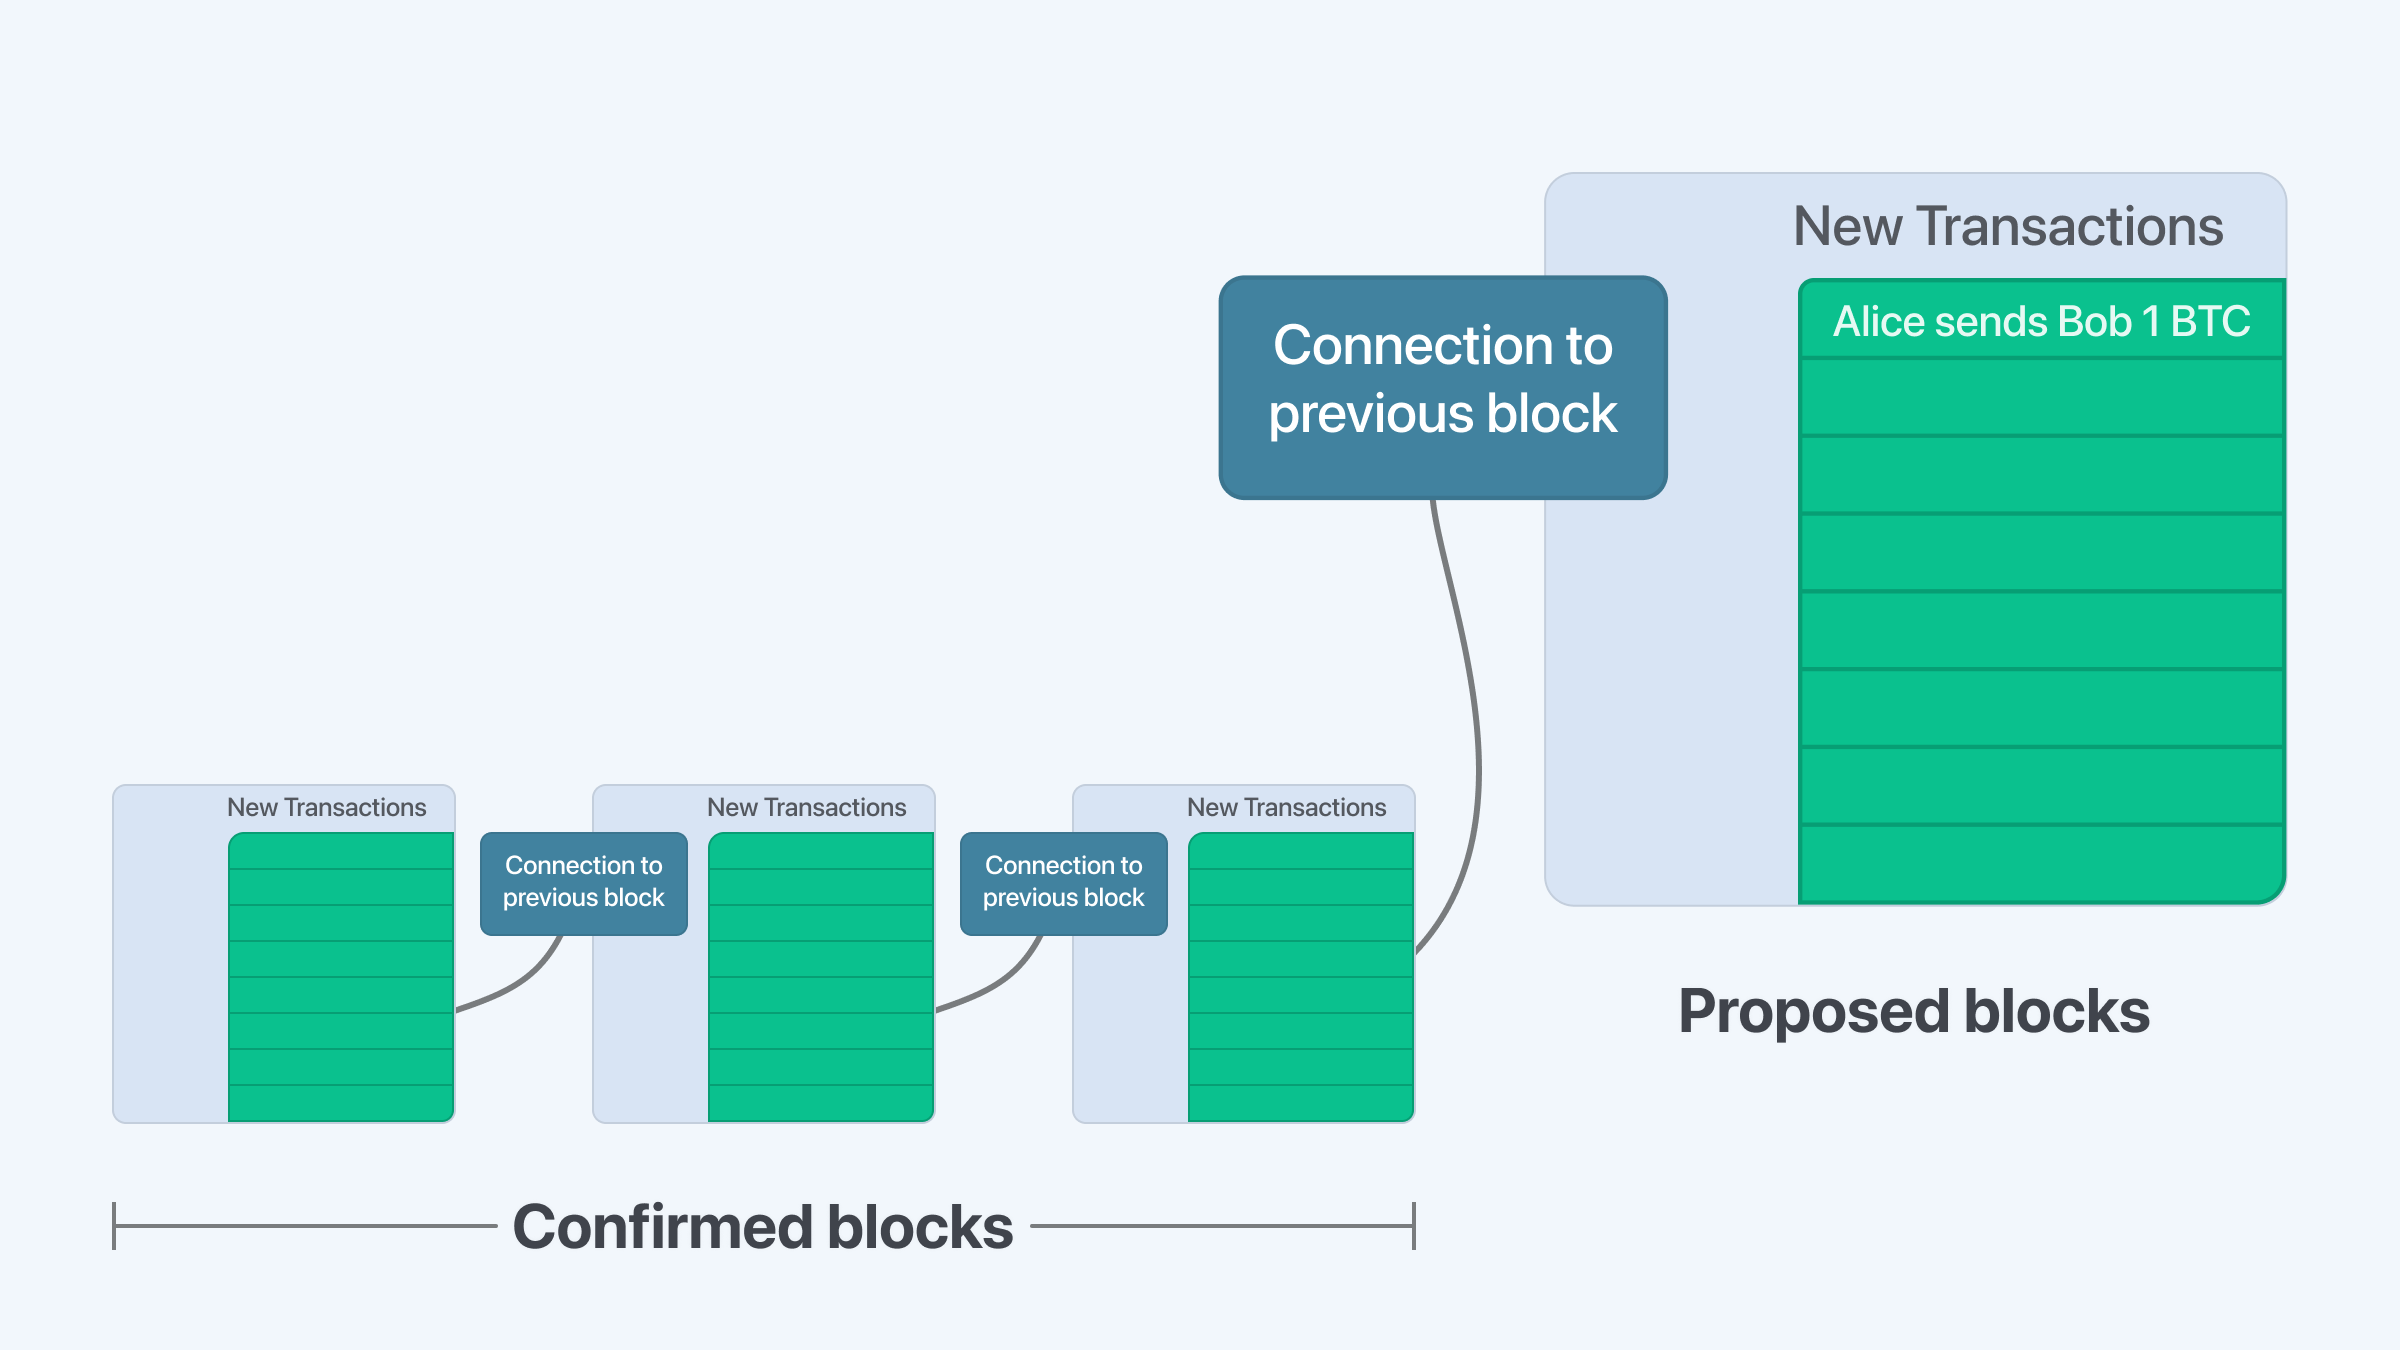 New Transactions
Alice sends Bob 1 BTC
Connection to
previous block
New Transactions
Connection to
previous block
New Transactions
Connection to
previous block
New Transactions
Proposed blocks
Confirmed blocks